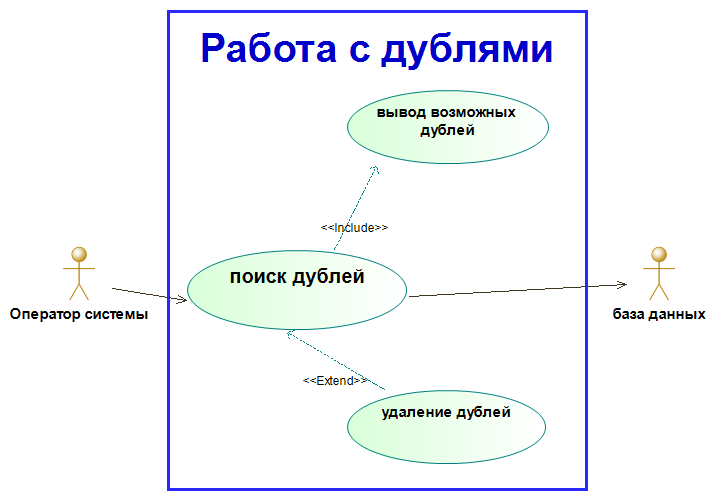 Работа с дублями
вывод возможных
дублей
<<Include>>
поиск дублей
Оператор системы
база данных
<<Extend>>
удаление дублей